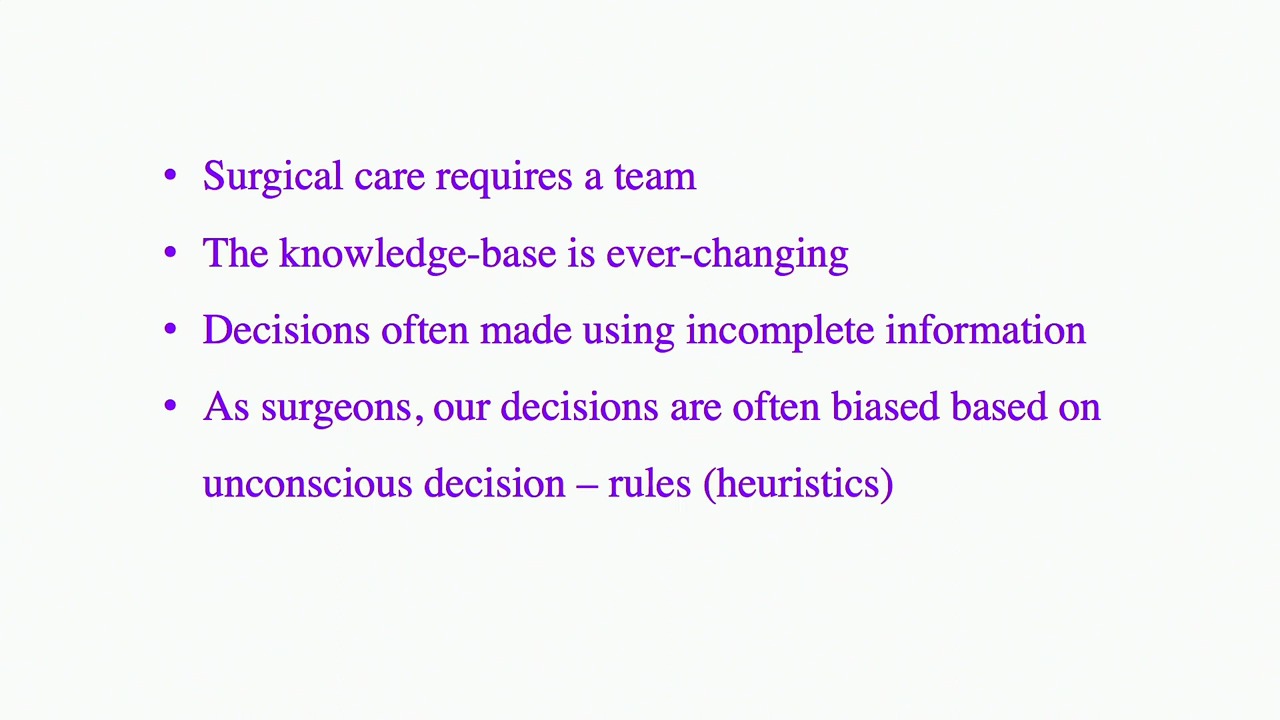 • Surgical care requires a team
• The knowledge-base is ever-changing
• Decisions often made using incomplete information
• As surgeons, our decisions are often biased based on
unconscious decision – rules (heuristics)